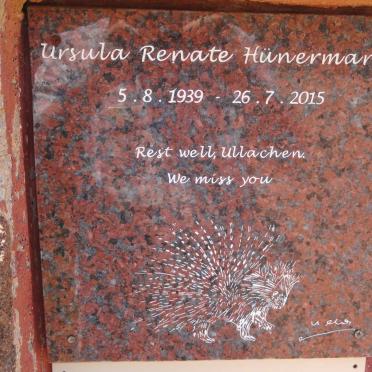 Ursula Renate Hünerman
5.8.1939 - 26.7.2015
Rest well, Ullachen.
We miss you